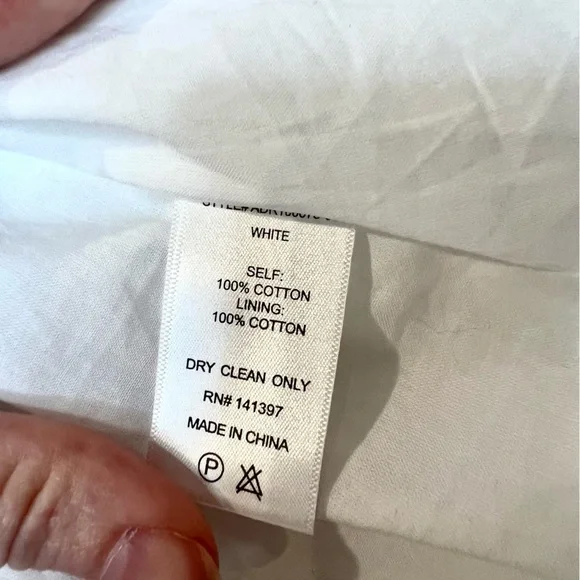 WHITE
SELF:
100% COTTON
LINING:
100% COTTON
DRY CLEAN ONLY
RN# 141397
MADE IN CHINA
P